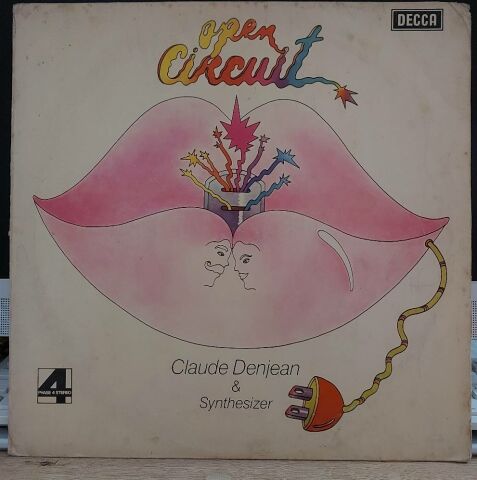 DECCA
open
Circuit
Claude Denjean
&
Synthesizer
4
PHASE 4 STEREO